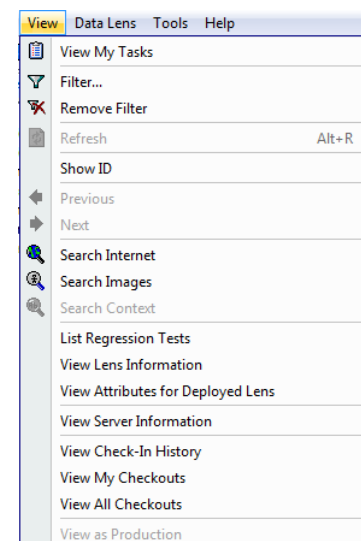 View Data Lens Tools Help
View My Tasks
Filter...
Remove Filter
Refresh Alt+R
Show ID
Previous
Next
Search Internet
Search Images
Search Context
List Regression Tests
View Lens Information
View Attributes for Deployed Lens
View Server Information
View Check-In History
View My Checkouts
View All Checkouts
View as Production